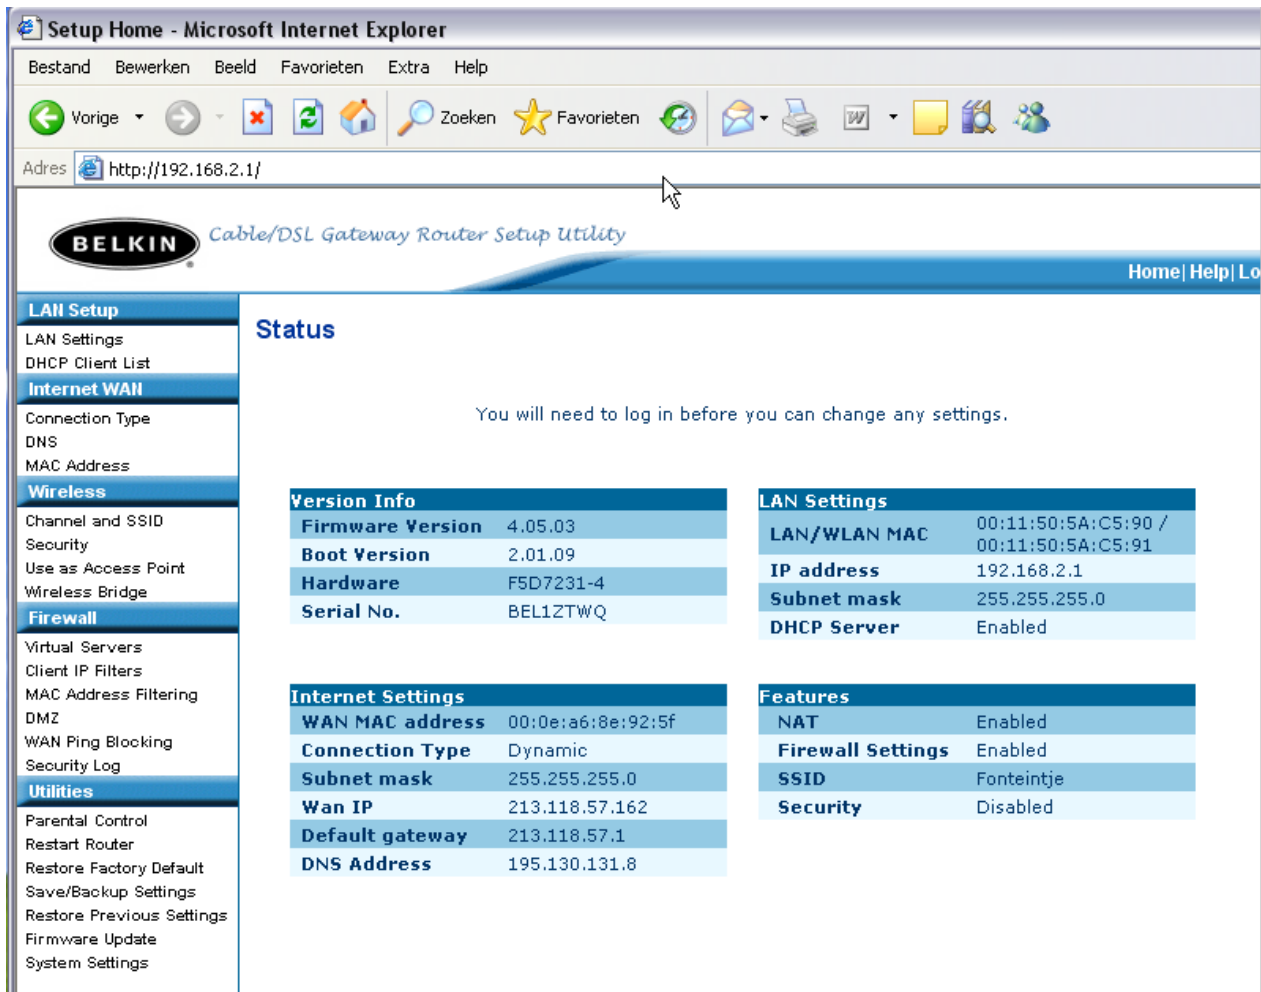 Setup Home - Microsoft Internet Explorer
Bestand Bewerken Beeld Favorieten Extra Help
Vorige Zoeken Favorieten W
Adres http://192.168.2.1/
BELKIN Cable/DSL Gateway Router Setup Utility
Home| Help| Lo
LAN Setup
LAN Settings
DHCP Client List
Internet WAN
Connection Type
DNS
MAC Address
Wireless
Channel and SSID
Security
Use as Access Point
Wireless Bridge
Firewall
Virtual Servers
Client IP Filters
MAC Address Filtering
DMZ
WAN Ping Blocking
Security Log
Utilities
Parental Control
Restart Router
Restore Factory Default
Save/Backup Settings
Restore Previous Settings
Firmware Update
System Settings
Status
You will need to log in before you can change any settings.
Version Info
Firmware Version 4.05.03
Boot Version 2.01.09
Hardware F5D7231-4
Serial No. BEL1ZTWQ
LAN Settings
LAN/WLAN MAC 00:11:50:5A:C5:90 /
00:11:50:5A:C5:91
IP address 192.168.2.1
Subnet mask 255.255.255.0
DHCP Server Enabled
Internet Settings
WAN MAC address 00:0e:a6:8e:92:5f
Connection Type Dynamic
Subnet mask 255.255.255.0
Wan IP 213.118.57.162
Default gateway 213.118.57.1
DNS Address 195.130.131.8
Features
NAT Enabled
Firewall Settings Enabled
SSID Fonteintje
Security Disabled